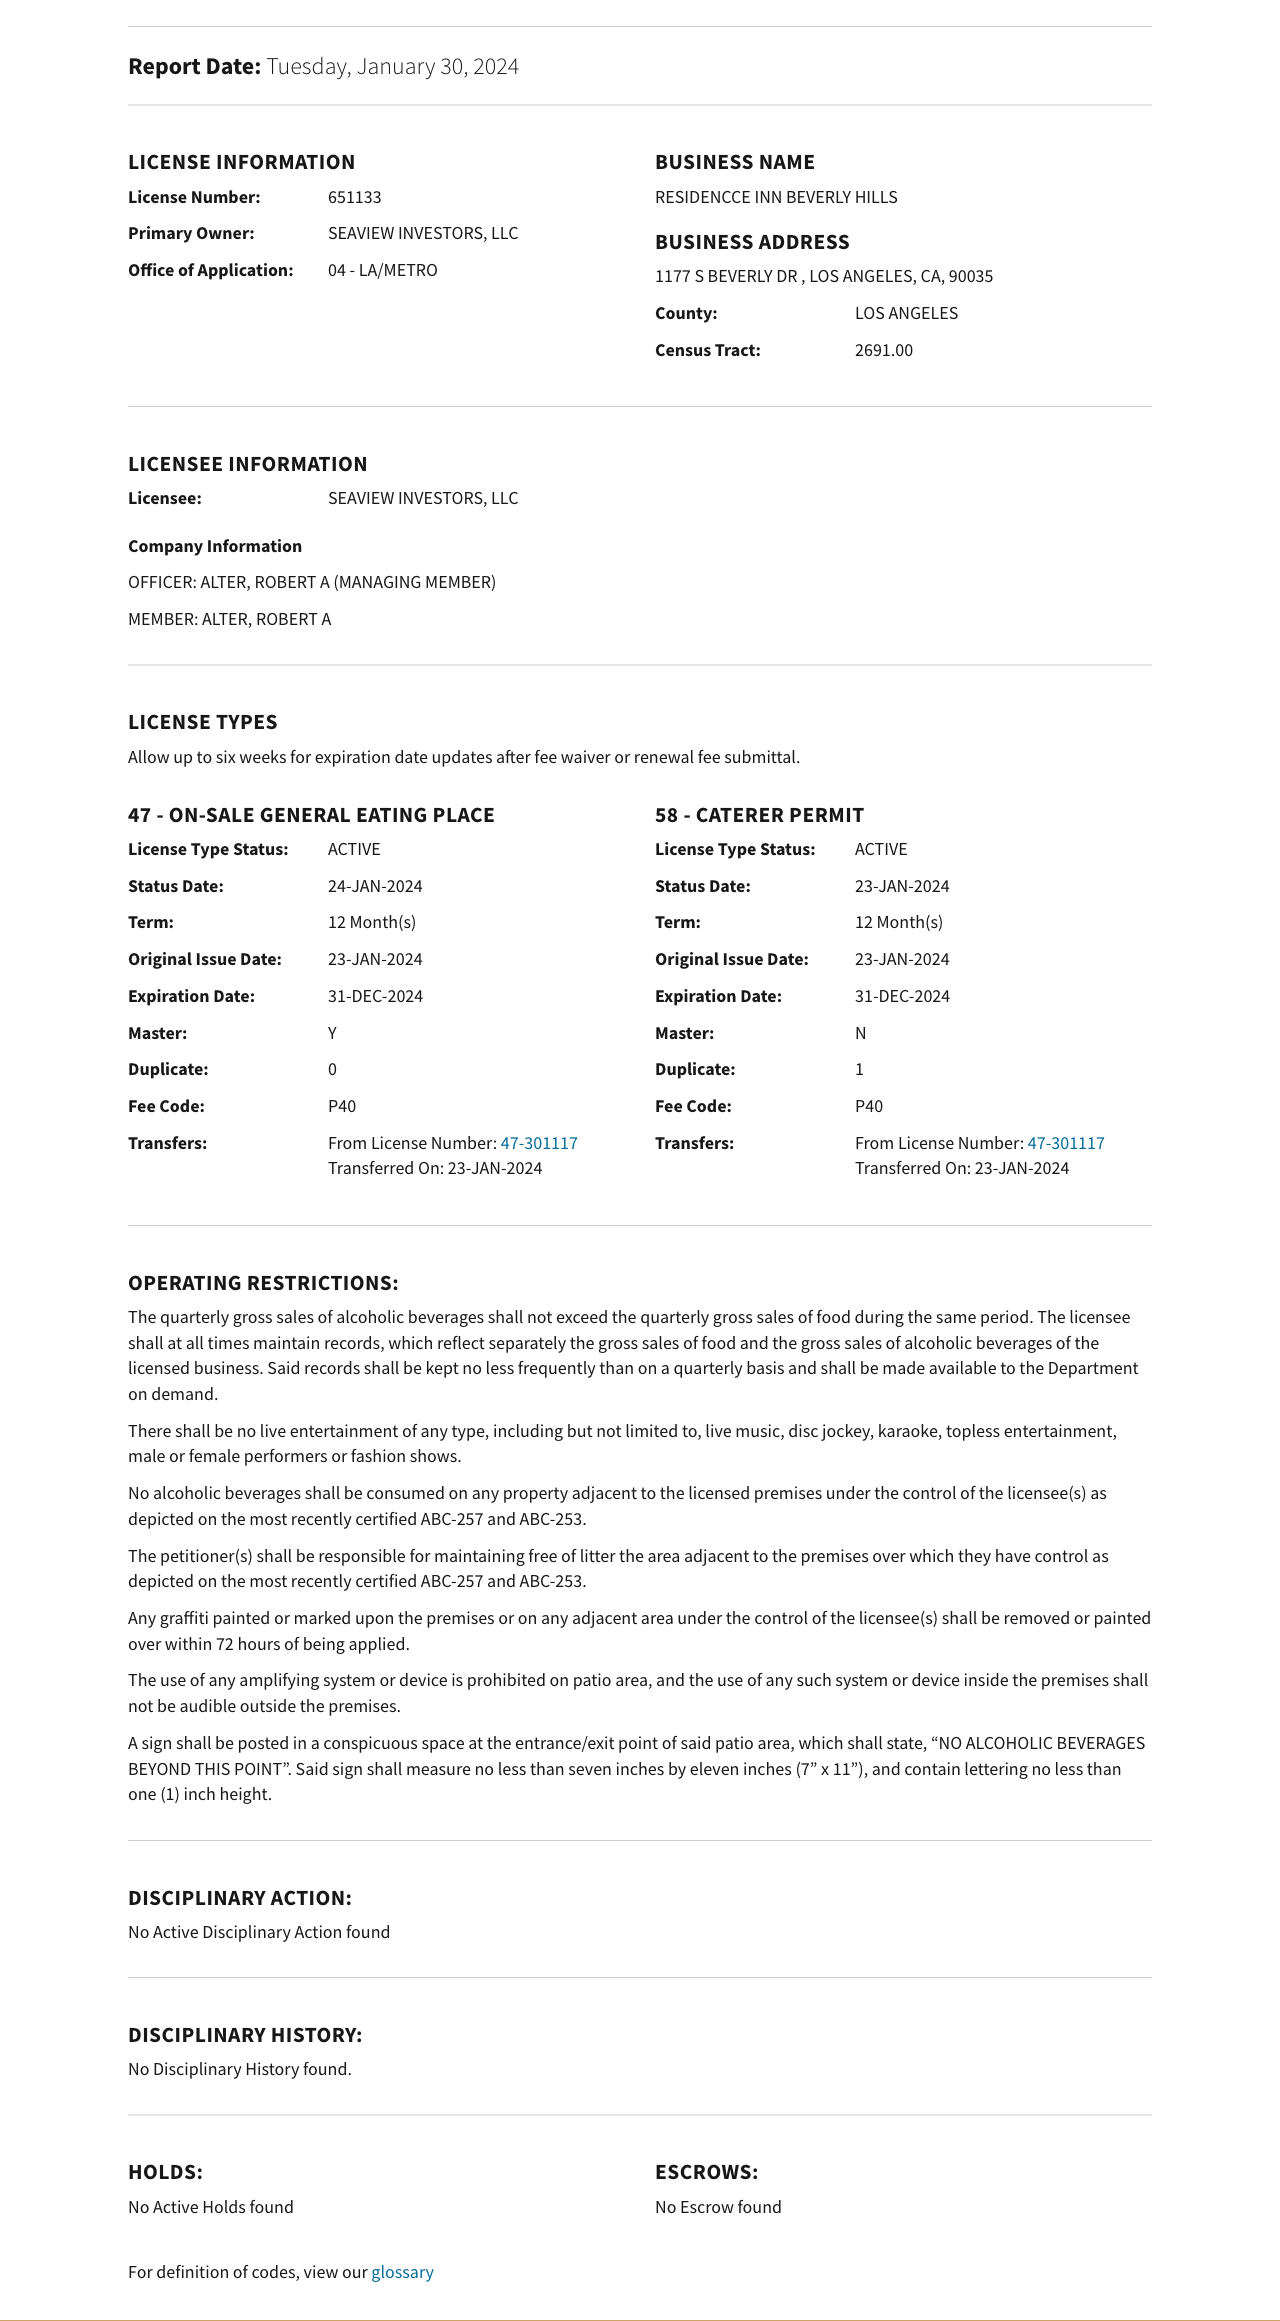 Report Date: Tuesday, January 30, 2024
LICENSE INFORMATION
License Number: 651133
Primary Owner: SEAVIEW INVESTORS, LLC
Office of Application: 04 - LA/METRO
BUSINESS NAME
RESIDENCCE INN BEVERLY HILLS
BUSINESS ADDRESS
1177 S BEVERLY DR , LOS ANGELES, CA, 90035
County: LOS ANGELES
Census Tract: 2691.00
LICENSEE INFORMATION
Licensee: SEAVIEW INVESTORS, LLC
Company Information
OFFICER: ALTER, ROBERT A (MANAGING MEMBER)
MEMBER: ALTER, ROBERT A
LICENSE TYPES
Allow up to six weeks for expiration date updates after fee waiver or renewal fee submittal.
47 - ON-SALE GENERAL EATING PLACE
License Type Status: ACTIVE
Status Date: 24-JAN-2024
Term: 12 Month(s)
Original Issue Date: 23-JAN-2024
Expiration Date: 31-DEC-2024
Master: Y
Duplicate: 0
Fee Code: P40
Transfers: From License Number: 47-301117
Transferred On: 23-JAN-2024
58 - CATERER PERMIT
License Type Status: ACTIVE
Status Date: 23-JAN-2024
Term: 12 Month(s)
Original Issue Date: 23-JAN-2024
Expiration Date: 31-DEC-2024
Master: N
Duplicate: 1
Fee Code: P40
Transfers: From License Number: 47-301117
Transferred On: 23-JAN-2024
OPERATING RESTRICTIONS:
The quarterly gross sales of alcoholic beverages shall not exceed the quarterly gross sales of food during the same period. The licensee
shall at all times maintain records, which reflect separately the gross sales of food and the gross sales of alcoholic beverages of the
licensed business. Said records shall be kept no less frequently than on a quarterly basis and shall be made available to the Department
on demand.
There shall be no live entertainment of any type, including but not limited to, live music, disc jockey, karaoke, topless entertainment,
male or female performers or fashion shows.
No alcoholic beverages shall be consumed on any property adjacent to the licensed premises under the control of the licensee(s) as
depicted on the most recently certified ABC-257 and ABC-253.
The petitioner(s) shall be responsible for maintaining free of litter the area adjacent to the premises over which they have control as
depicted on the most recently certified ABC-257 and ABC-253.
Any graffiti painted or marked upon the premises or on any adjacent area under the control of the licensee(s) shall be removed or painted
over within 72 hours of being applied.
The use of any amplifying system or device is prohibited on patio area, and the use of any such system or device inside the premises shall
not be audible outside the premises.
A sign shall be posted in a conspicuous space at the entrance/exit point of said patio area, which shall state, “NO ALCOHOLIC BEVERAGES
BEYOND THIS POINT”. Said sign shall measure no less than seven inches by eleven inches (7” x 11”), and contain lettering no less than
one (1) inch height.
DISCIPLINARY ACTION:
No Active Disciplinary Action found
DISCIPLINARY HISTORY:
No Disciplinary History found.
HOLDS:
No Active Holds found
ESCROWS:
No Escrow found
For definition of codes, view our glossary